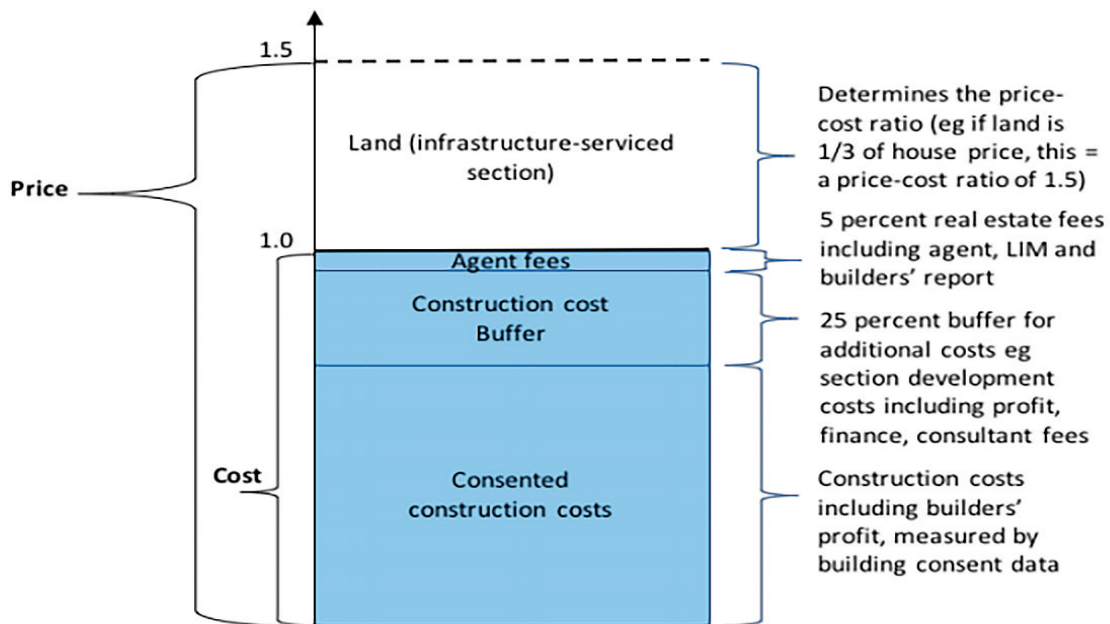 1.5
Land (infrastructure-serviced
section)
Determines the price-
cost ratio (eg if land is
1/3 of house price, this =
a price-cost ratio of 1.5)
Price
1.0
Agent fees
5 percent real estate fees
including agent, LIM and
builders’ report
Construction cost
Buffer
25 percent buffer for
additional costs eg
section development
costs including profit,
finance, consultant fees
Cost
Consented
construction costs
Construction costs
including builders’
profit, measured by
building consent data